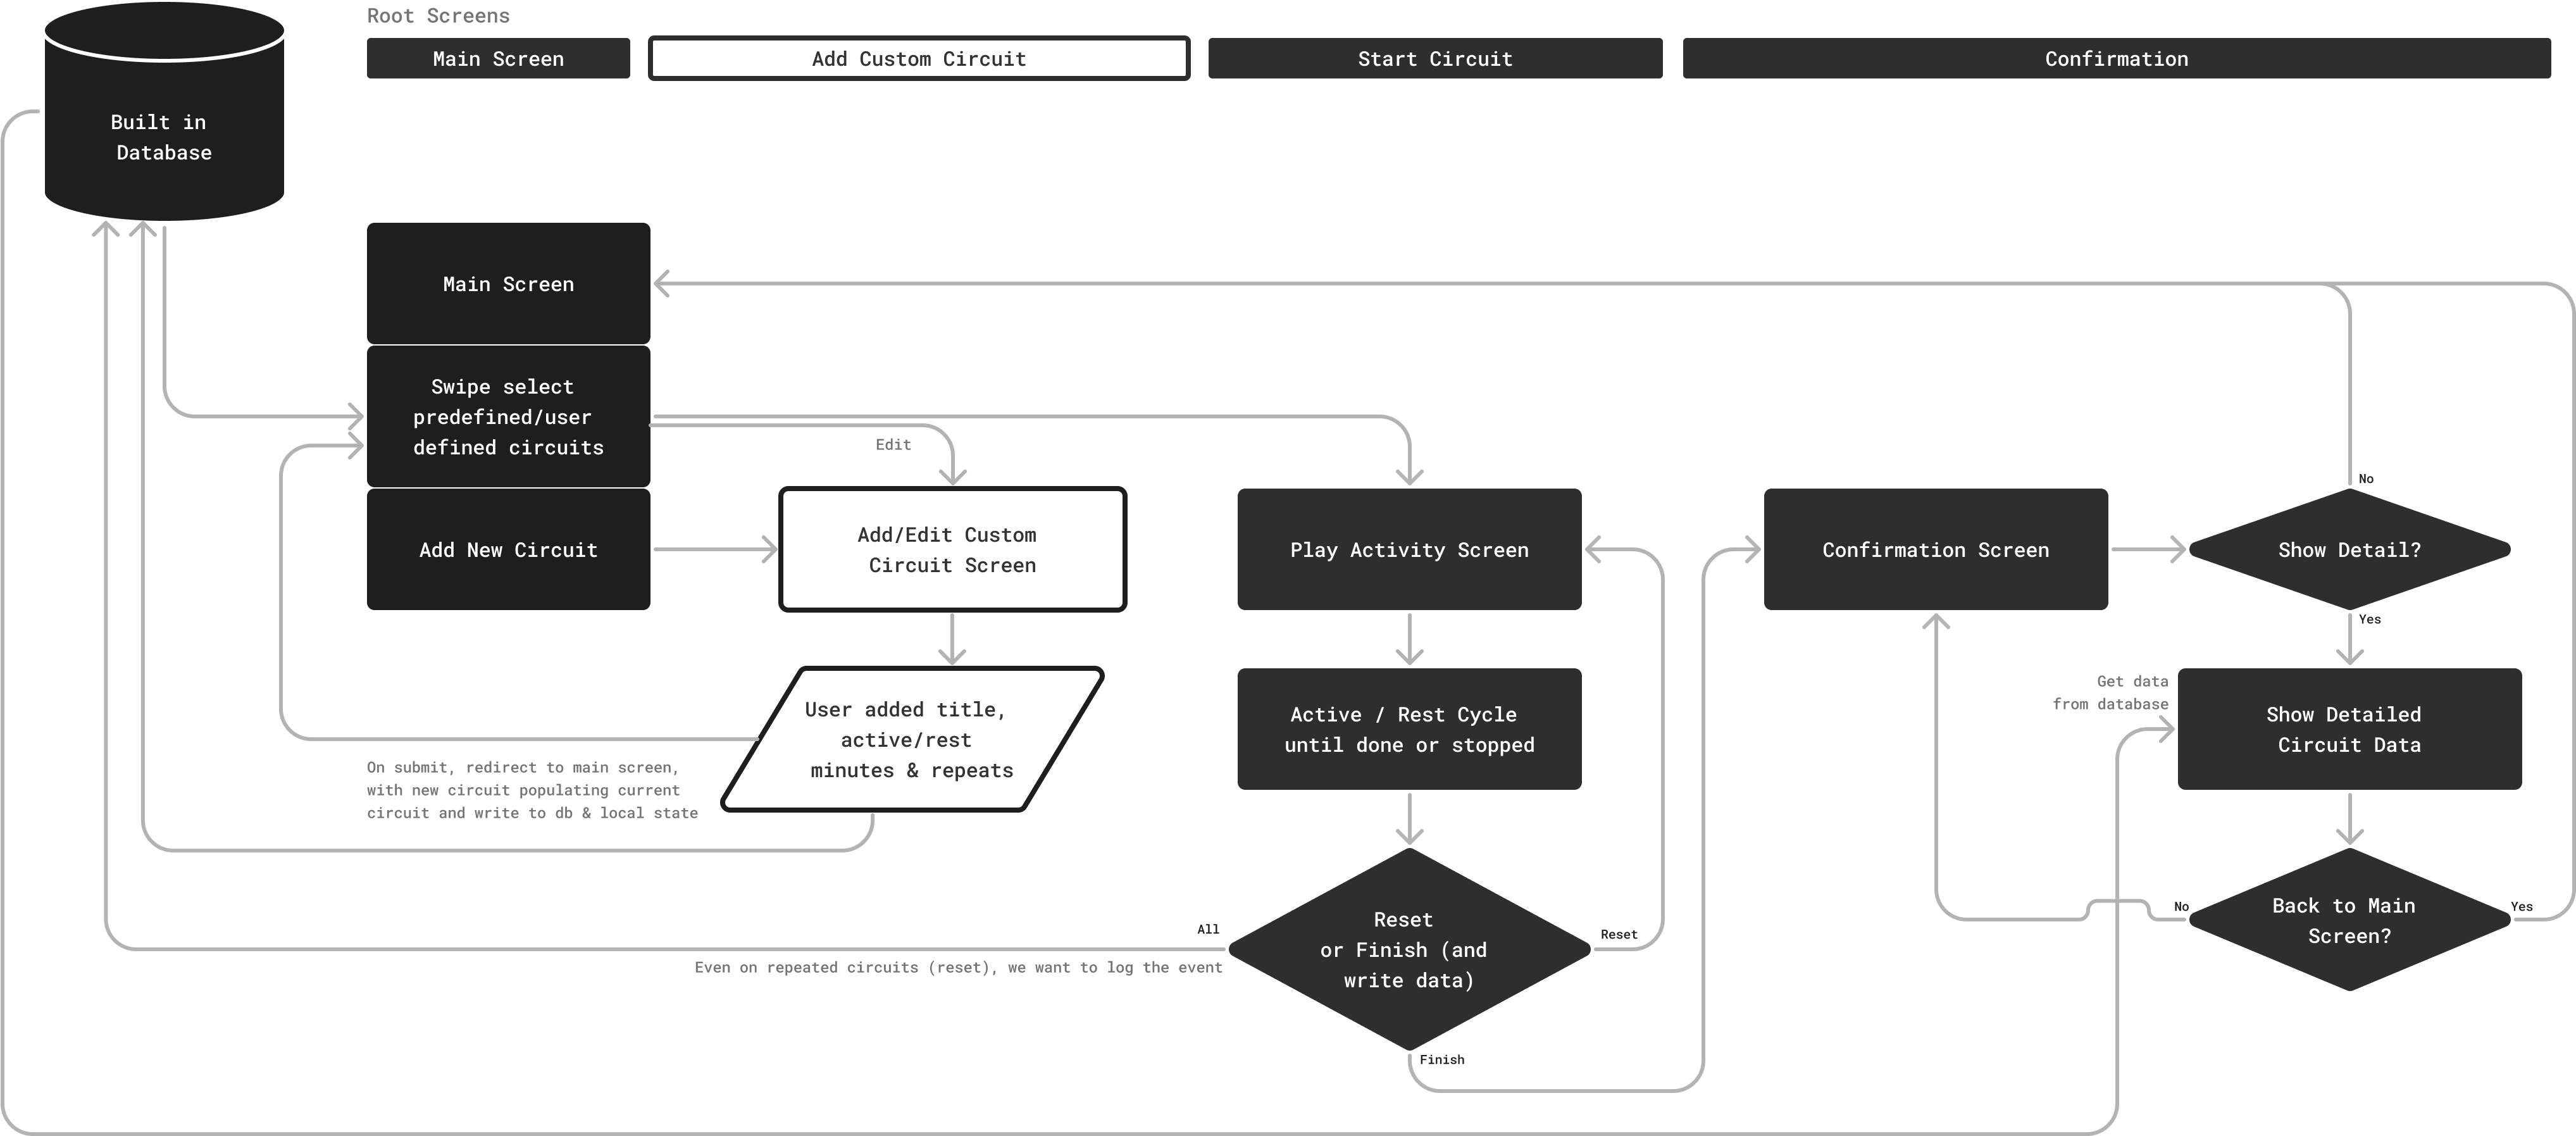 Root Screens
Main Screen
Add Custom Circuit
Start Circuit
Confirmation
Built in
Database
Main Screen
Swipe select
predefined/user
defined circuits
Edit
Add New Circuit
Add/Edit Custom
Circuit Screen
Play Activity Screen
Confirmation Screen
No
Show Detail?
Yes
User added title,
active/rest
minutes & repeats
On submit, redirect to main screen,
with new circuit populating current
circuit and write to db & local state
Active / Rest Cycle
until done or stopped
Get data
from database
Show Detailed
Circuit Data
All
Even on repeated circuits (reset), we want to log the event
Reset
or Finish (and
write data)
Reset
Finish
No
Back to Main
Screen?
Yes